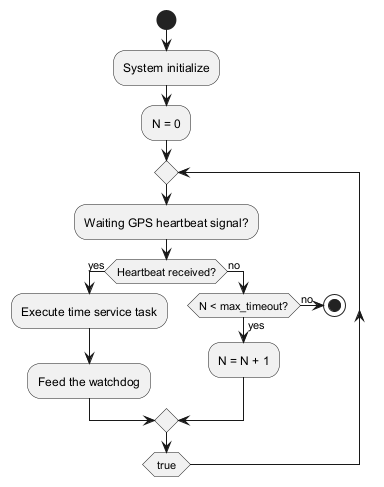 System initialize
N = 0
Waiting GPS heartbeat signal?
yes
Heartbeat received?
no
Execute time service task
N < max_timeout?
no
yes
Feed the watchdog
N = N + 1
true